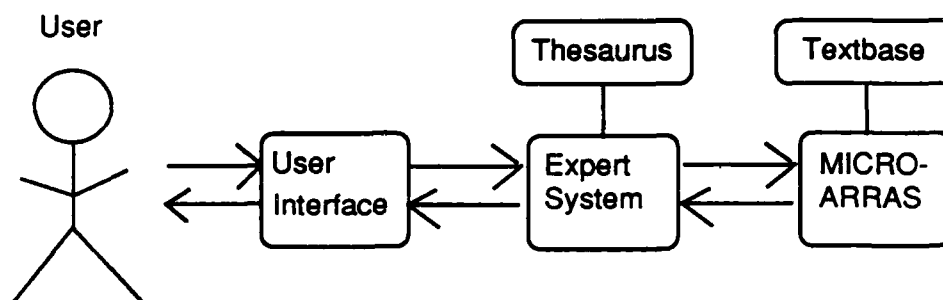 User
Thesaurus
Textbase
User
Interface
Expert
System
MICRO-
ARRAS